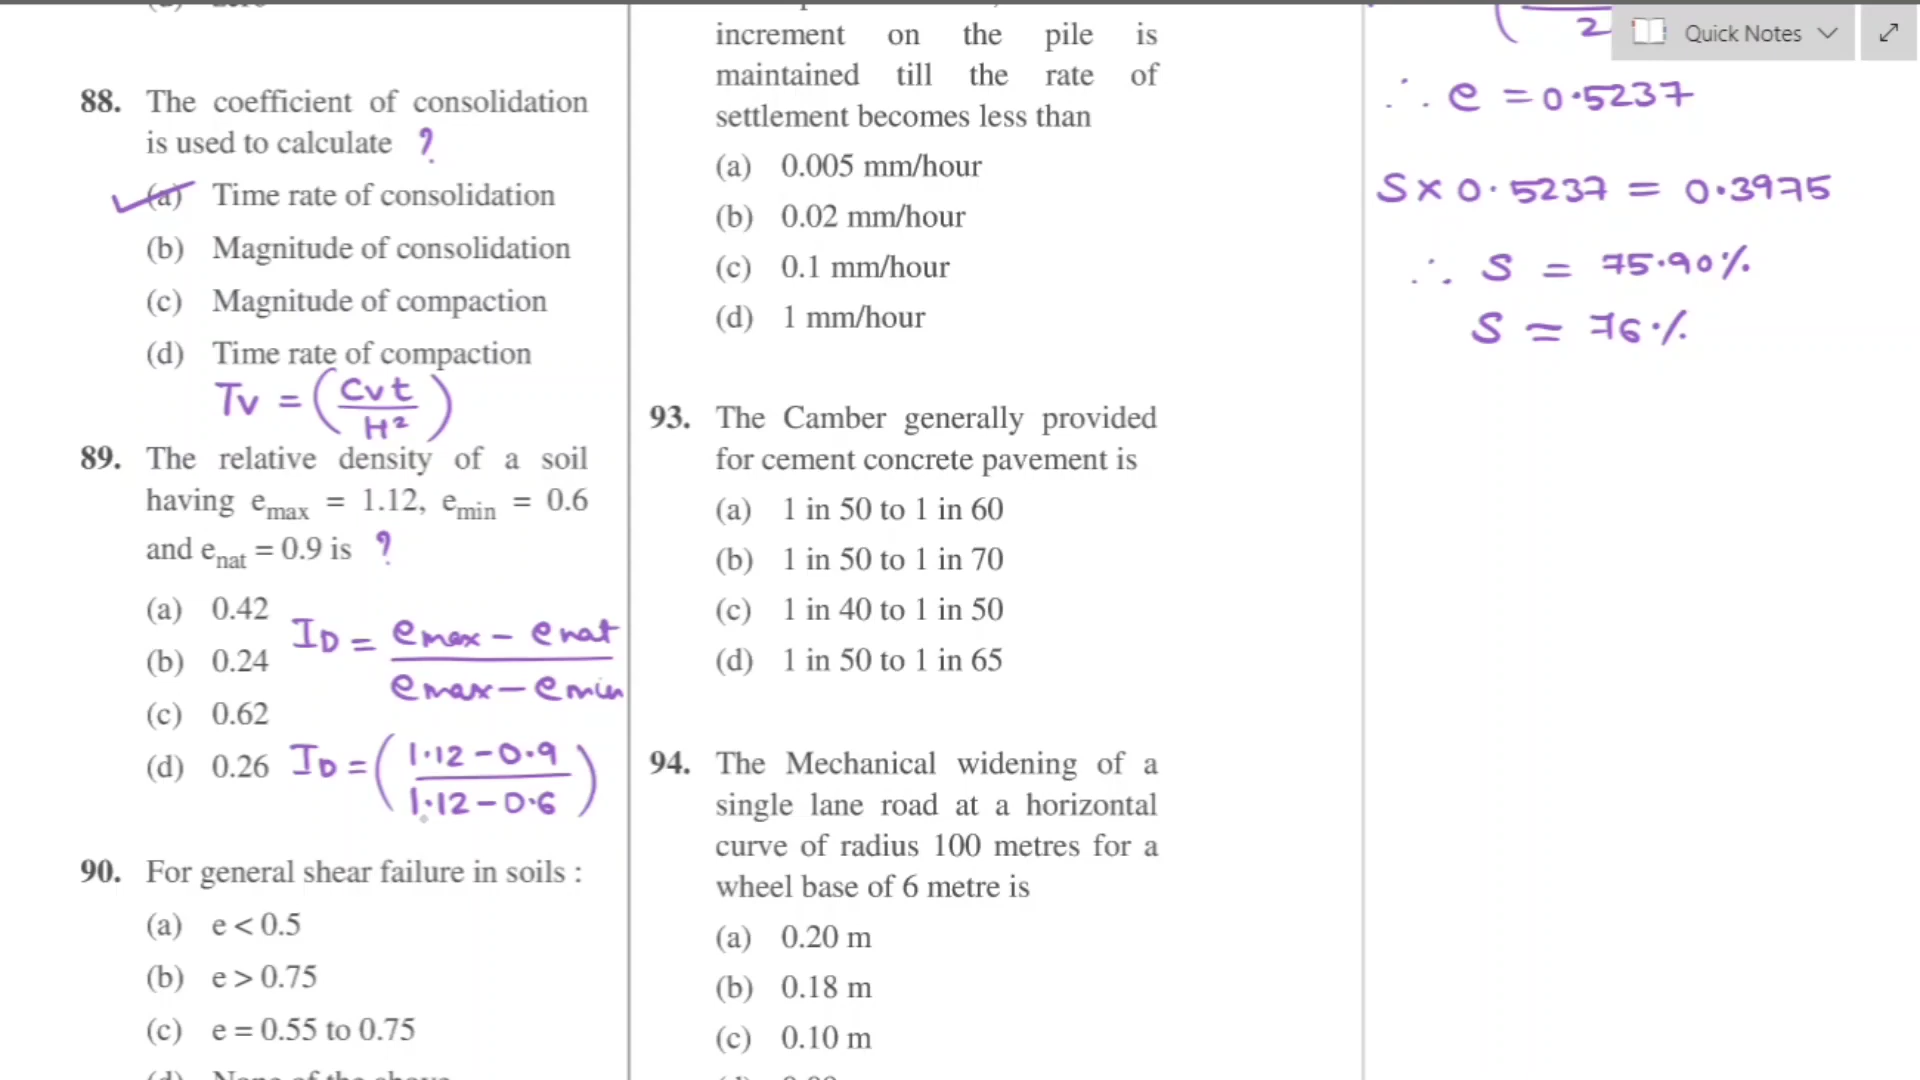 88. The coefficient of consolidation
is used to calculate ?
(a) Time rate of consolidation
(b) Magnitude of consolidation
(c) Magnitude of compaction
(d) Time rate of compaction
Tv = (Cvt / H²)
89. The relative density of a soil
having emax = 1.12, emin = 0.6
and enat = 0.9 is ?
(a) 0.42
(b) 0.24
(c) 0.62
(d) 0.26
ID = emax - enat
emax - emin
ID = (1.12 - 0.9
1.12 - 0.6)
90. For general shear failure in soils :
(a) e < 0.5
(b) e > 0.75
(c) e = 0.55 to 0.75
increment on the pile is
maintained till the rate of
settlement becomes less than
(a) 0.005 mm/hour
(b) 0.02 mm/hour
(c) 0.1 mm/hour
(d) 1 mm/hour
93. The Camber generally provided
for cement concrete pavement is
(a) 1 in 50 to 1 in 60
(b) 1 in 50 to 1 in 70
(c) 1 in 40 to 1 in 50
(d) 1 in 50 to 1 in 65
94. The Mechanical widening of a
single lane road at a horizontal
curve of radius 100 metres for a
wheel base of 6 metre is
(a) 0.20 m
(b) 0.18 m
(c) 0.10 m
2
Quick Notes
∴ e = 0.5237
S × 0.5237 = 0.3975
∴ S = 75.90%
S ≈ 76%